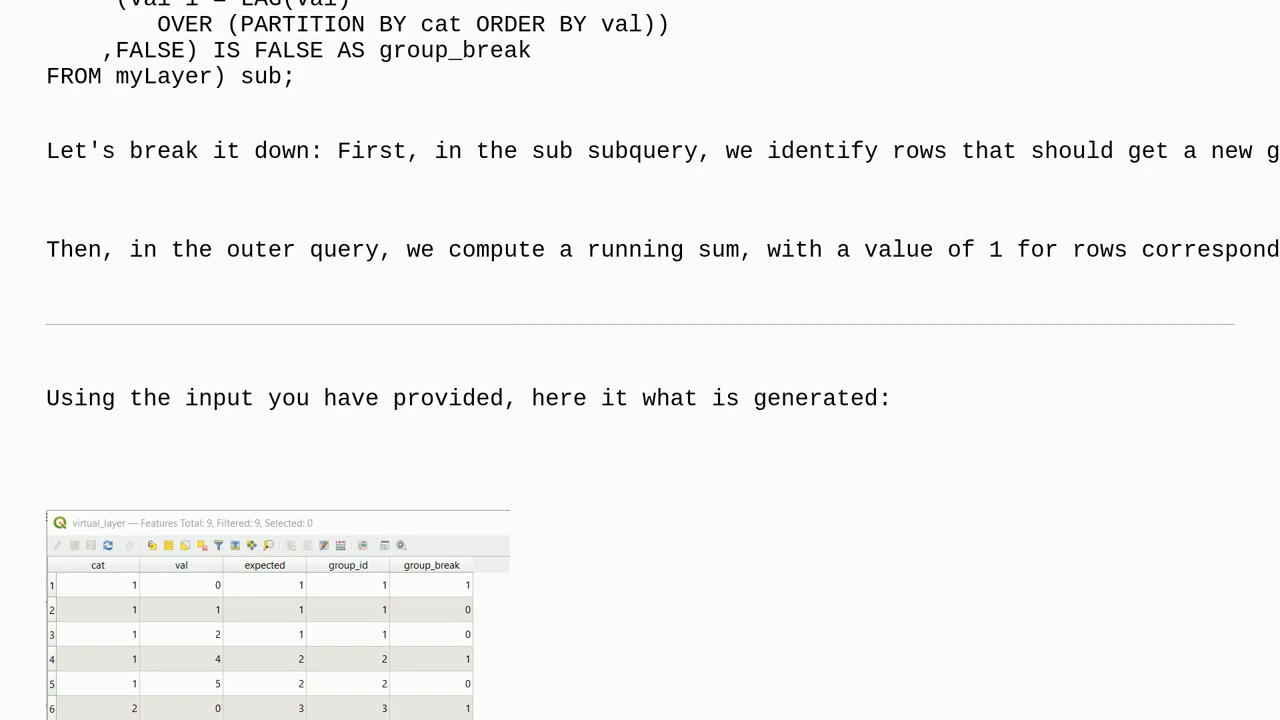 OVER (PARTITION BY cat ORDER BY val))
,FALSE) IS FALSE AS group_break
FROM myLayer) sub;
Let's break it down: First, in the sub subquery, we identify rows that should get a new g
Then, in the outer query, we compute a running sum, with a value of 1 for rows correspond
Using the input you have provided, here it what is generated:
virtual_layer — Features Total: 9, Filtered: 9, Selected: 0
cat val expected group_id group_break
1 1 0 1 1 1
2 1 1 1 1 0
3 1 2 1 1 0
4 1 4 2 2 1
5 1 5 2 2 0
6 2 0 3 3 1